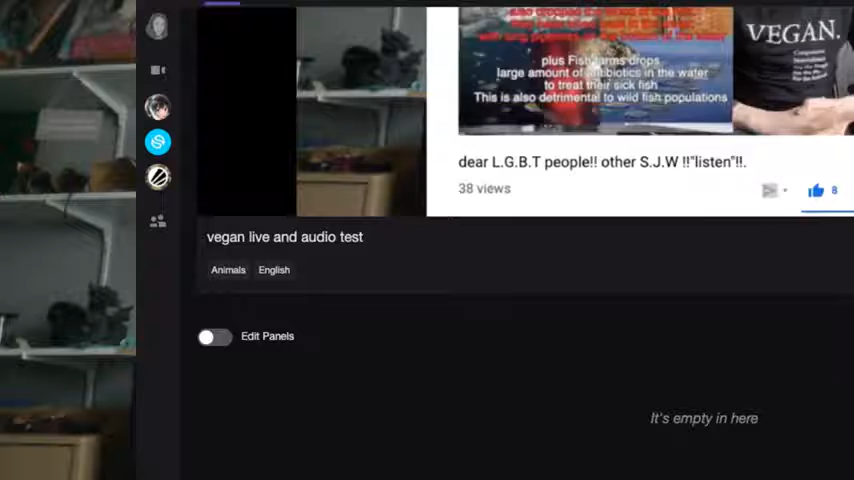 plus Fish farms drops
large amount of antibiotics in the water
to treat their sick fish
This is also detrimental to wild fish populations
VEGAN.
dear L.G.B.T people!! other S.J.W !!"listen"!!.
38 views
8
vegan live and audio test
Animals English
Edit Panels
It's empty in here